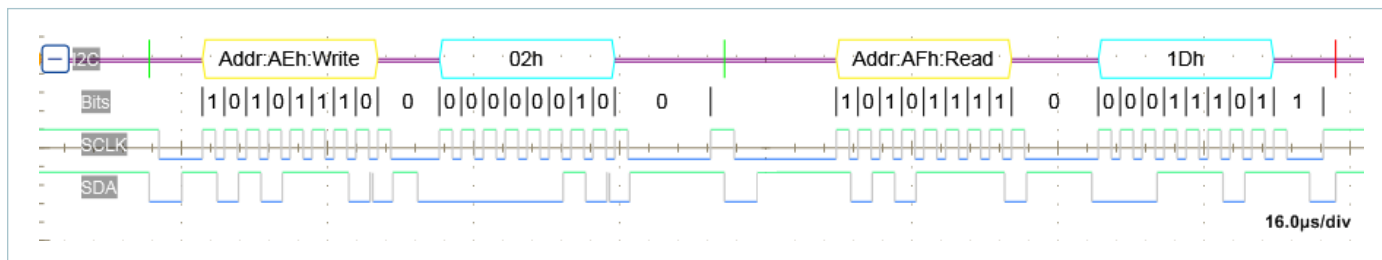 I2C Addr:AEh:Write 02h Addr:AFh:Read 1Dh
Bits 1 0 1 0 1 1 1 0 0 0 0 0 0 0 0 1 0 0 1 0 1 0 1 1 1 1 0 0 0 0 1 1 1 0 1 1
SCLK
SDA
16.0µs/div